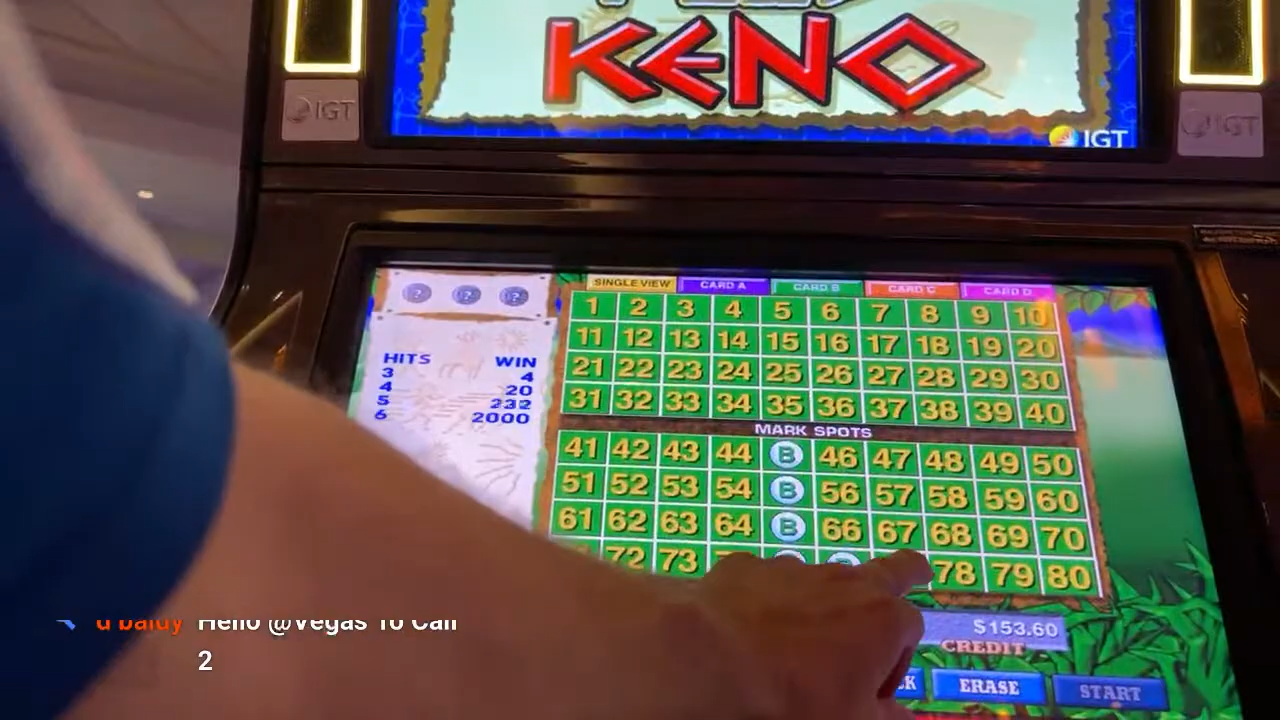 KENO
IGT
IGT
IGT
SINGLE VIEW CARD A CARD B CARD C CARD D
? ? ?
1 2 3 4 5 6 7 8 9 10
11 12 13 14 15 16 17 18 19 20
21 22 23 24 25 26 27 28 29 30
31 32 33 34 35 36 37 38 39 40
HITS WIN
3 4
4 20
5 232
6 2000
MARK SPOTS
41 42 43 44 B 46 47 48 49 50
51 52 53 54 B 56 57 58 59 60
61 62 63 64 B 66 67 68 69 70
72 73 78 79 80
$153.60
CREDIT
ERASE START
d baldy Hello @Vegas To Cali
2